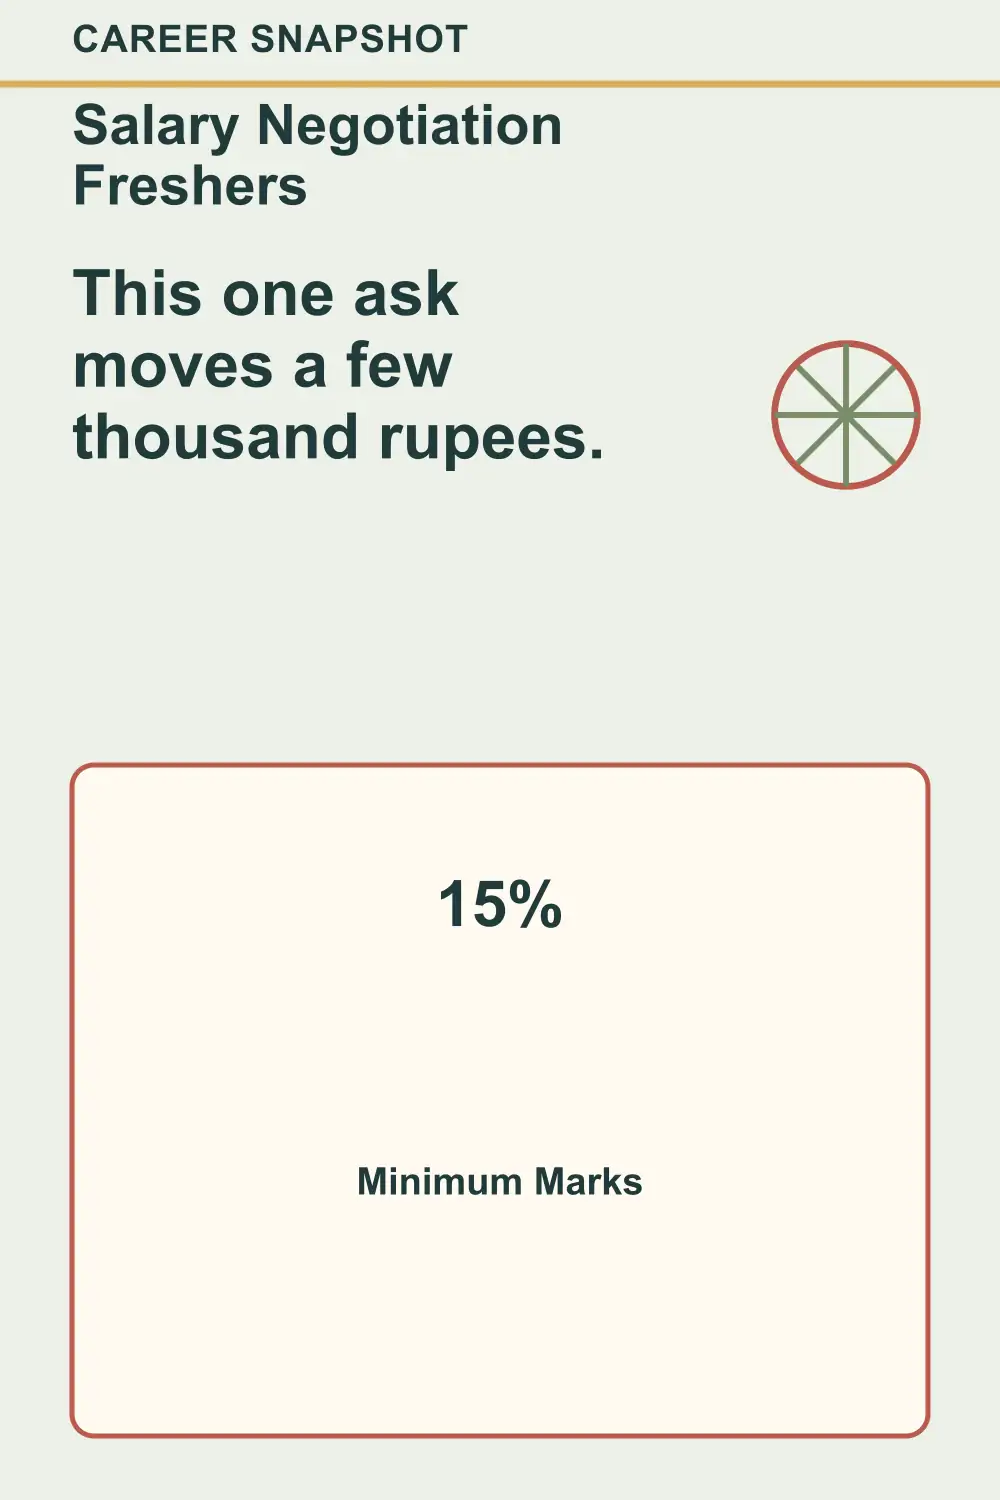 CAREER SNAPSHOT
Salary Negotiation
Freshers
This one ask
moves a few
thousand rupees.
15%
Minimum Marks